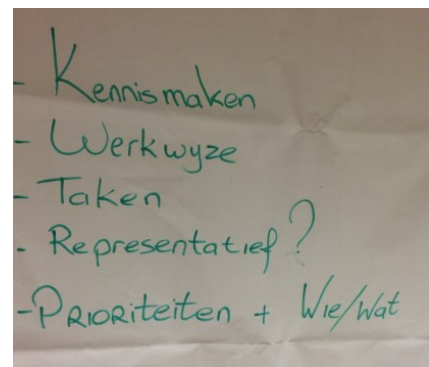 - Kennismaken
- Werkwyze
- Taken
- Representatief?
- PRIORiteiten + Wie/Wat